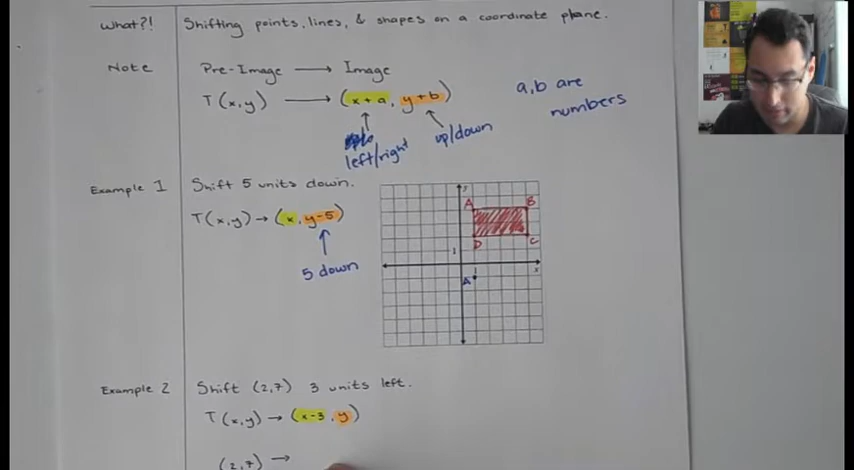 What?! Shifting points, lines, & shapes on a coordinate plane.
Note Pre-Image → Image
T(x,y) → (x+a, y+b) a,b are numbers
left/right up/down
Example 1 Shift 5 units down.
T(x,y) → (x, y-5)
5 down
y
A B
D C
1
x
A'
Example 2 Shift (2,7) 3 units left.
T(x,y) → (x-3, y)
(2,7) →